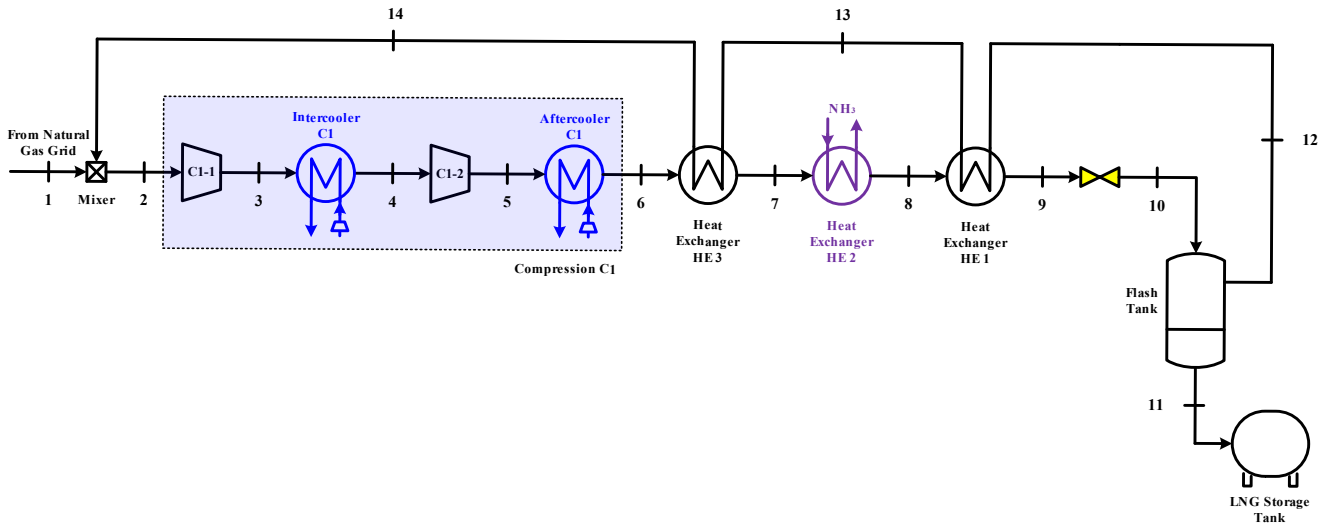 14
13
From Natural
Gas Grid
Intercooler
C1
Aftercooler
C1
NH₃
12
C1-1
C1-2
1
Mixer
2
3
4
5
6
7
8
9
10
Heat
Exchanger
HE 3
Heat
Exchanger
HE 2
Heat
Exchanger
HE 1
Compression C1
Flash
Tank
11
LNG Storage
Tank